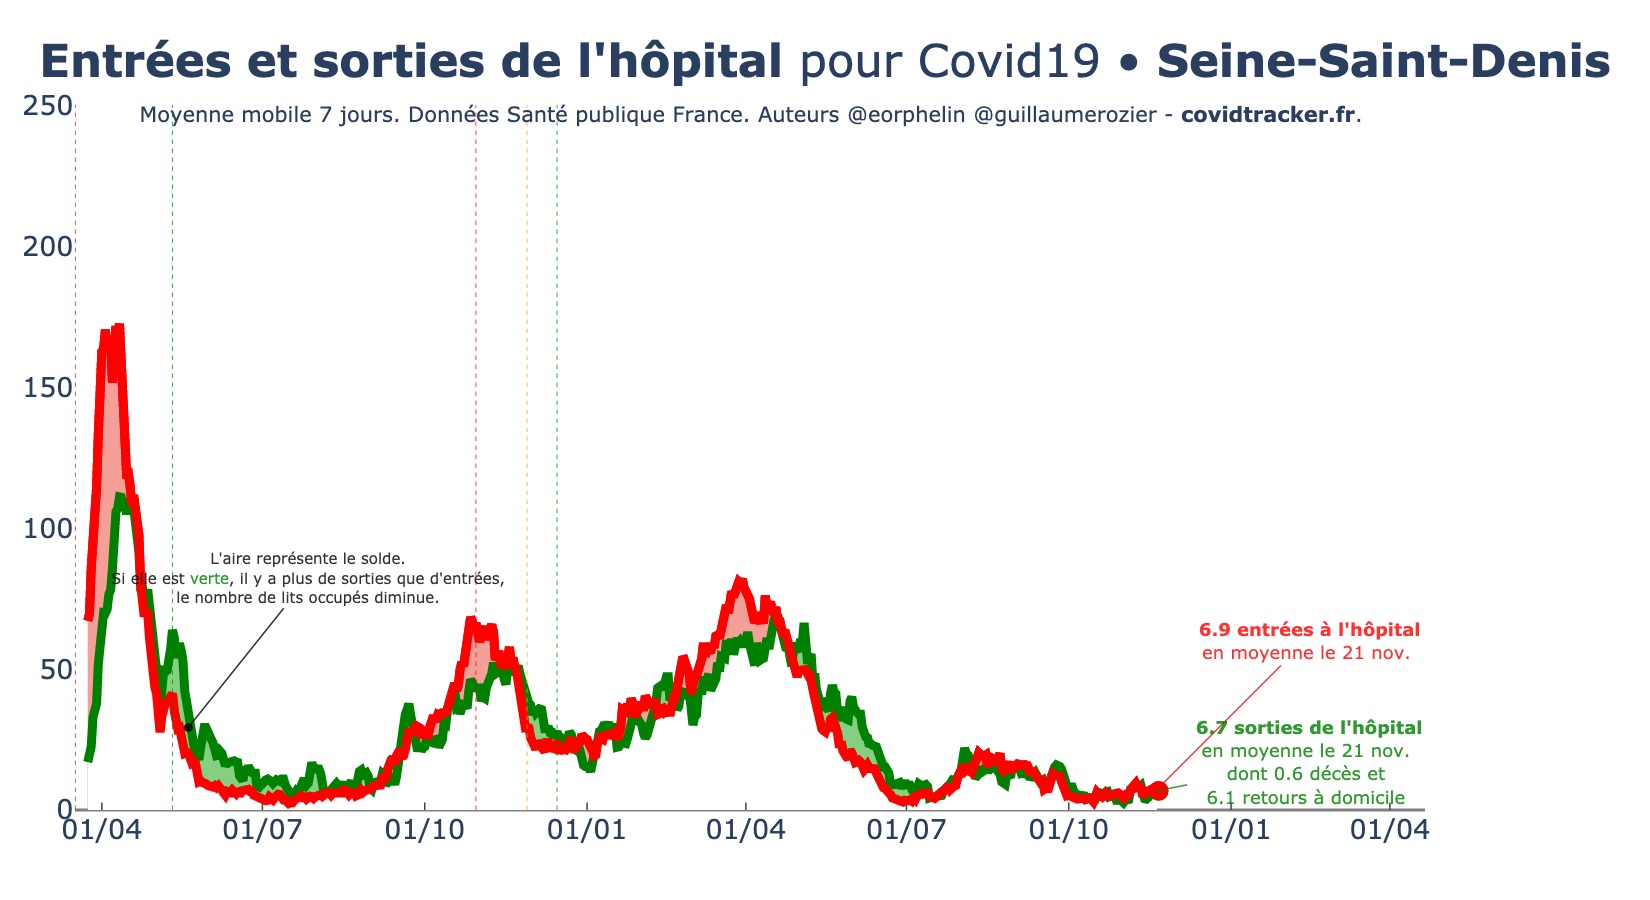 Entrées et sorties de l'hôpital pour Covid19 • Seine-Saint-Denis
Moyenne mobile 7 jours. Données Santé publique France. Auteurs @eorphelin @guillaumerozier - covidtracker.fr.
250
200
150
100
50
0
L'aire représente le solde.
Si elle est verte, il y a plus de sorties que d'entrées,
le nombre de lits occupés diminue.
6.9 entrées à l'hôpital
en moyenne le 21 nov.
6.7 sorties de l'hôpital
en moyenne le 21 nov.
dont 0.6 décès et
6.1 retours à domicile
01/04 01/07 01/10 01/01 01/04 01/07 01/10 01/01 01/04